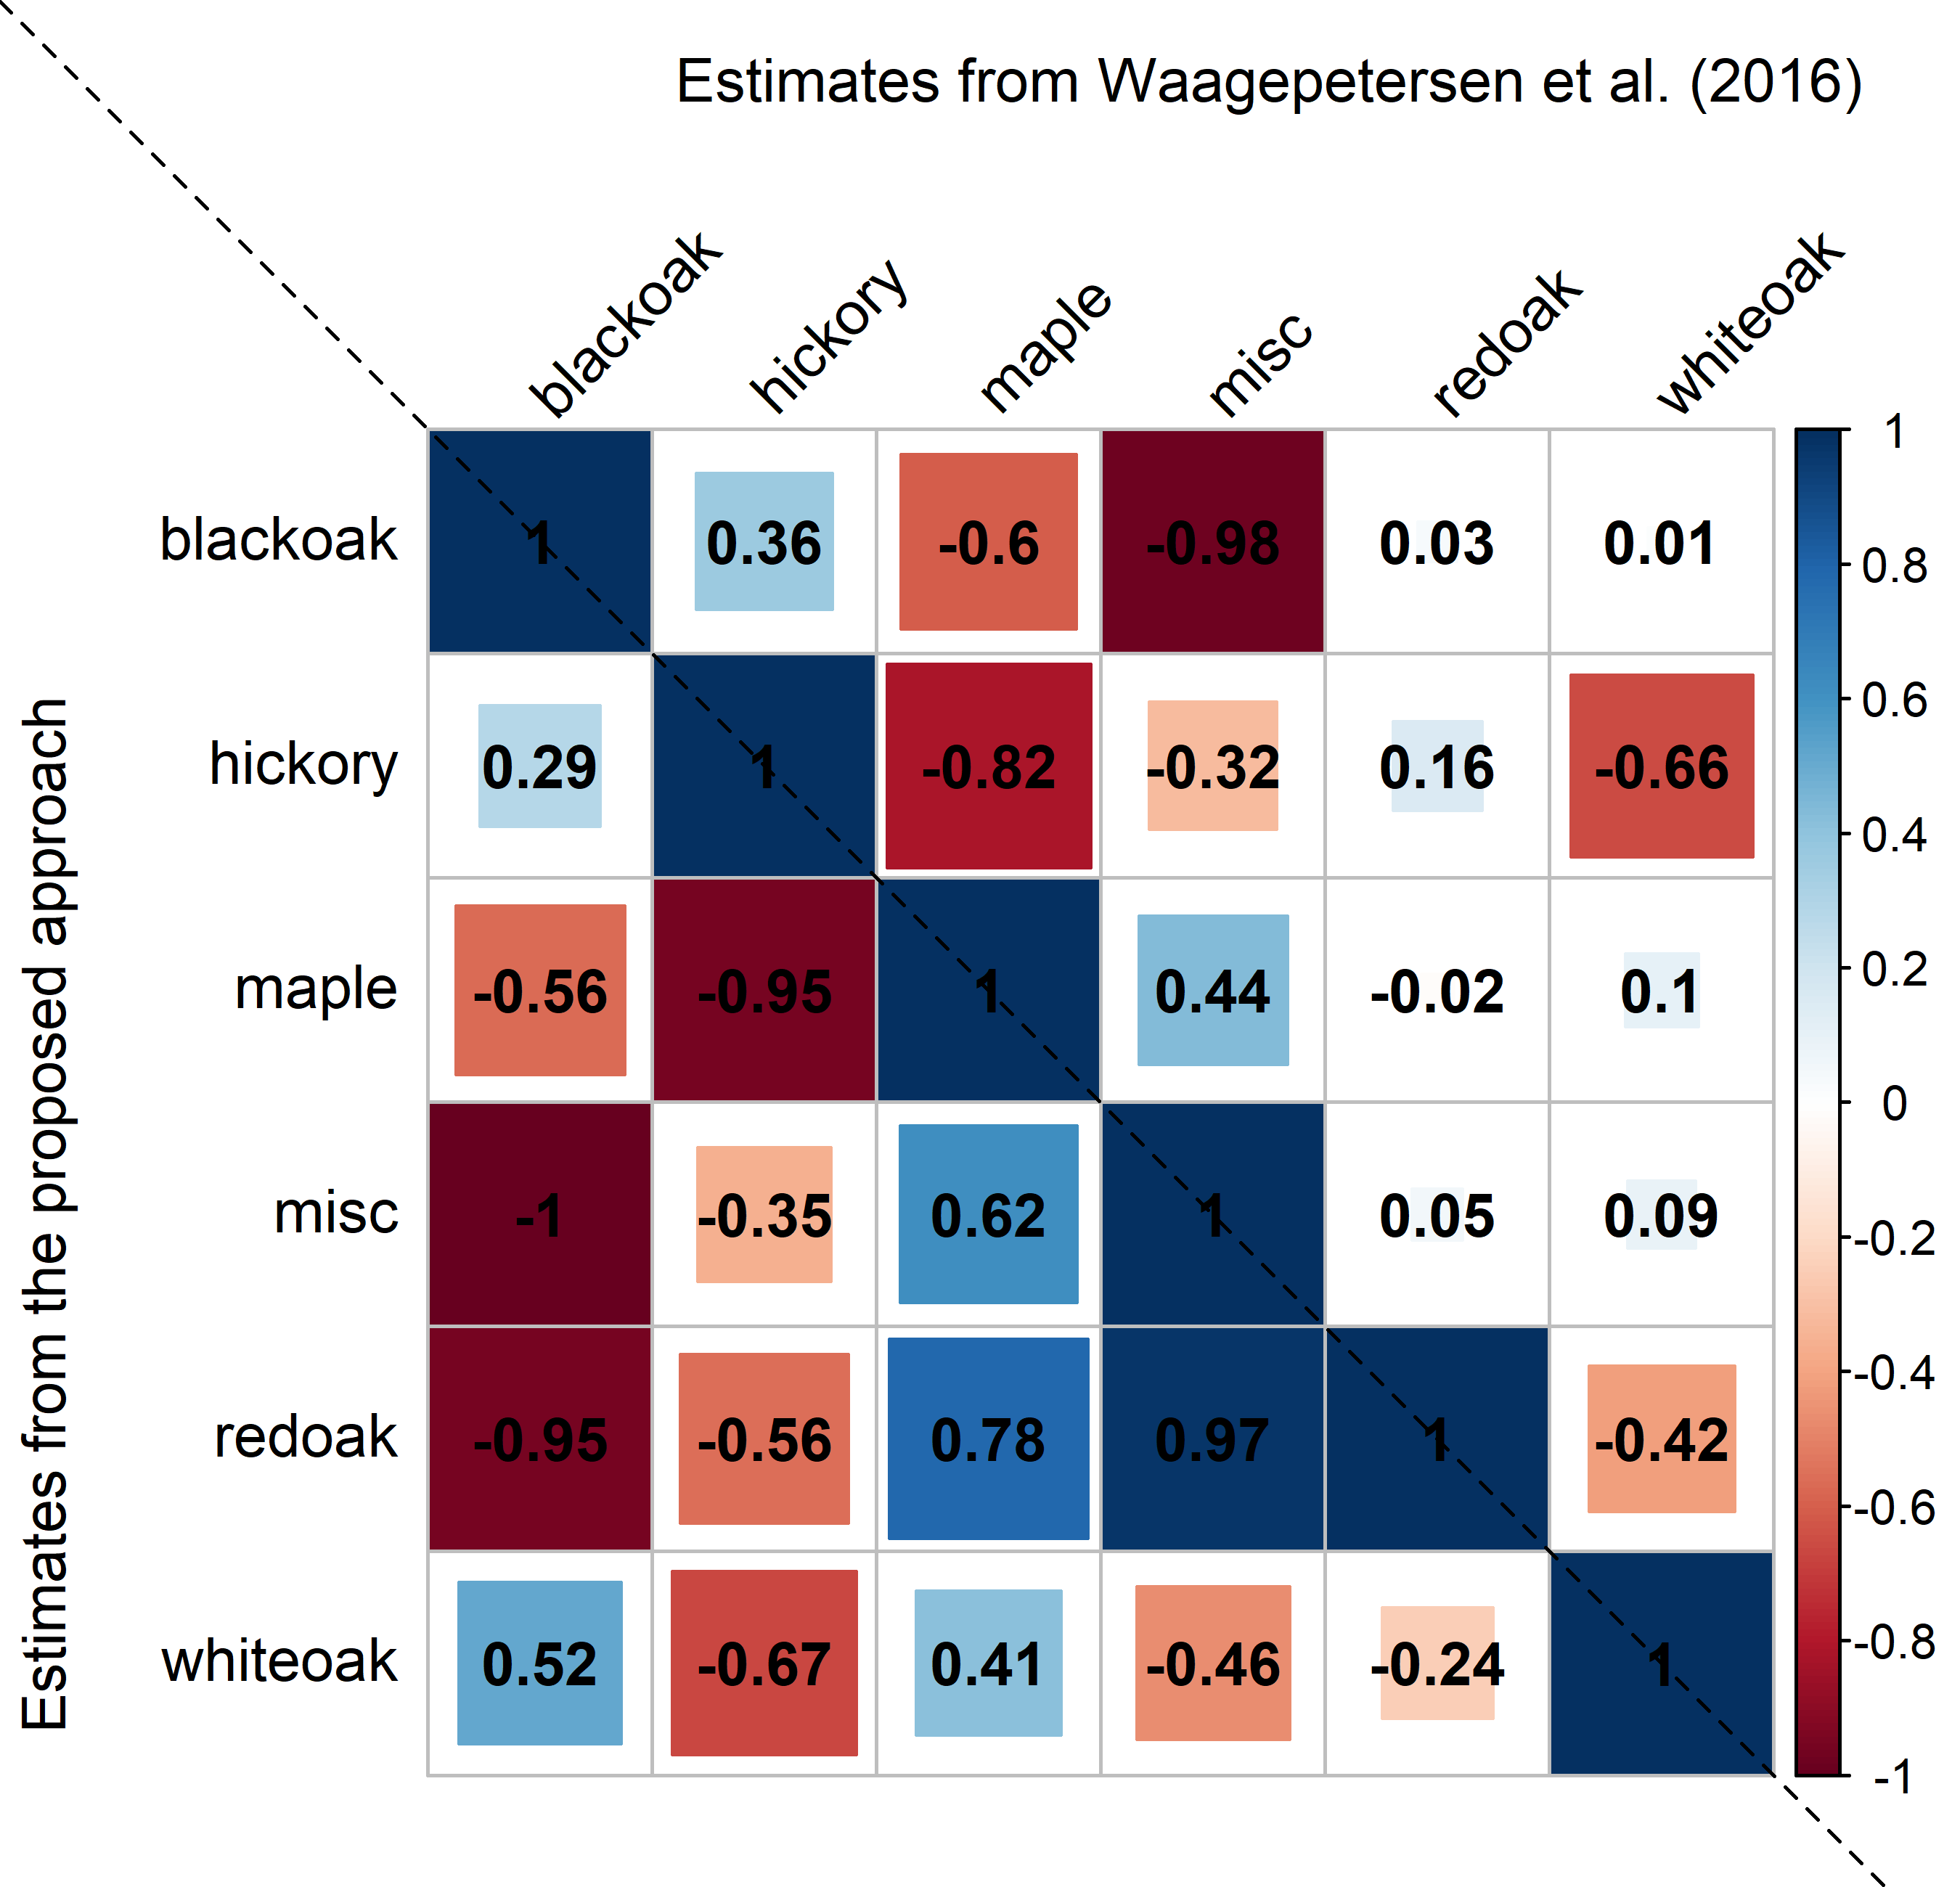 Estimates from Waagepetersen et al. (2016)
blackoak hickory maple misc redoak whiteoak
blackoak 1 0.36 -0.6 -0.98 0.03 0.01
hickory 0.29 1 -0.82 -0.32 0.16 -0.66
maple -0.56 -0.95 1 0.44 -0.02 0.1
misc -1 -0.35 0.62 1 0.05 0.09
redoak -0.95 -0.56 0.78 0.97 1 -0.42
whiteoak 0.52 -0.67 0.41 -0.46 -0.24 1
Estimates from the proposed approach
1
0.8
0.6
0.4
0.2
0
-0.2
-0.4
-0.6
-0.8
-1